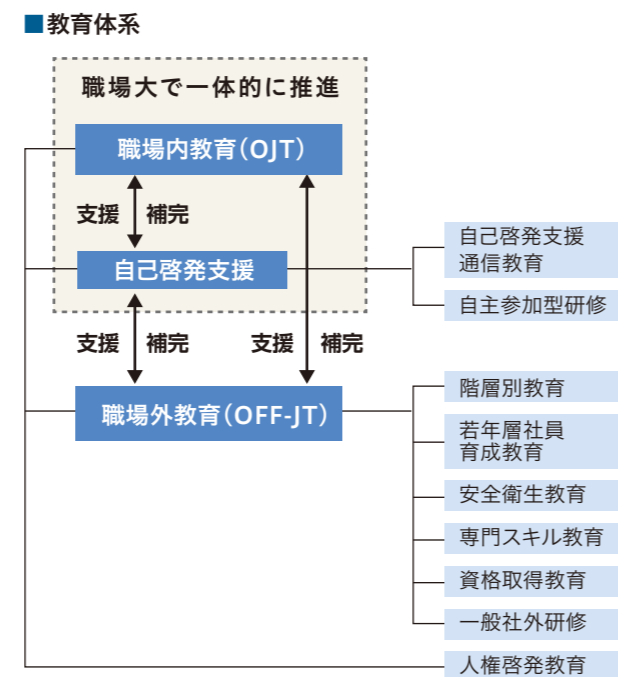 ■教育体系
職場大で一体的に推進
職場内教育(OJT)
支援 補完
自己啓発支援
自己啓発支援
通信教育
自主参加型研修
支援 補完 支援 補完
職場外教育(OFF-JT)
階層別教育
若年層社員
育成教育
安全衛生教育
専門スキル教育
資格取得教育
一般社外研修
人権啓発教育